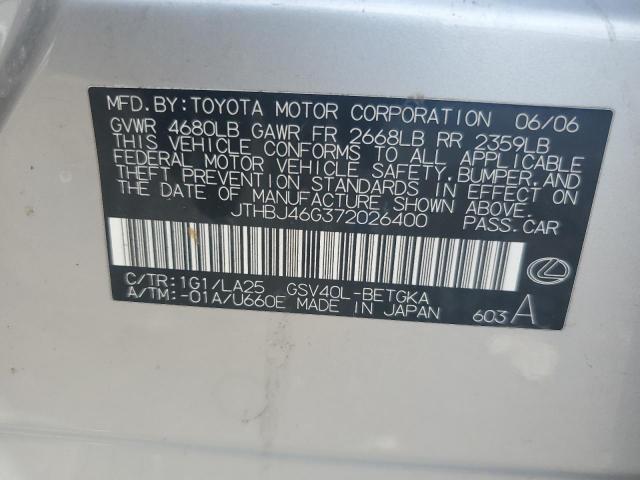 MFD.BY:TOYOTA MOTOR CORPORATION 06/06
GVWR 4680LB GAWR FR 2668LB RR 2359LB
THIS VEHICLE CONFORMS TO ALL APPLICABLE
FEDERAL MOTOR VEHICLE SAFETY,BUMPER,AND
THEFT PREVENTION STANDARDS IN EFFECT ON
THE DATE OF MANUFACTURE SHOWN ABOVE.
JTHBJ46G372026400 PASS.CAR
C/TR:1G1/LA25 GSV40L-BETGKA
A/TM:-01A/U660E MADE IN JAPAN 603 A